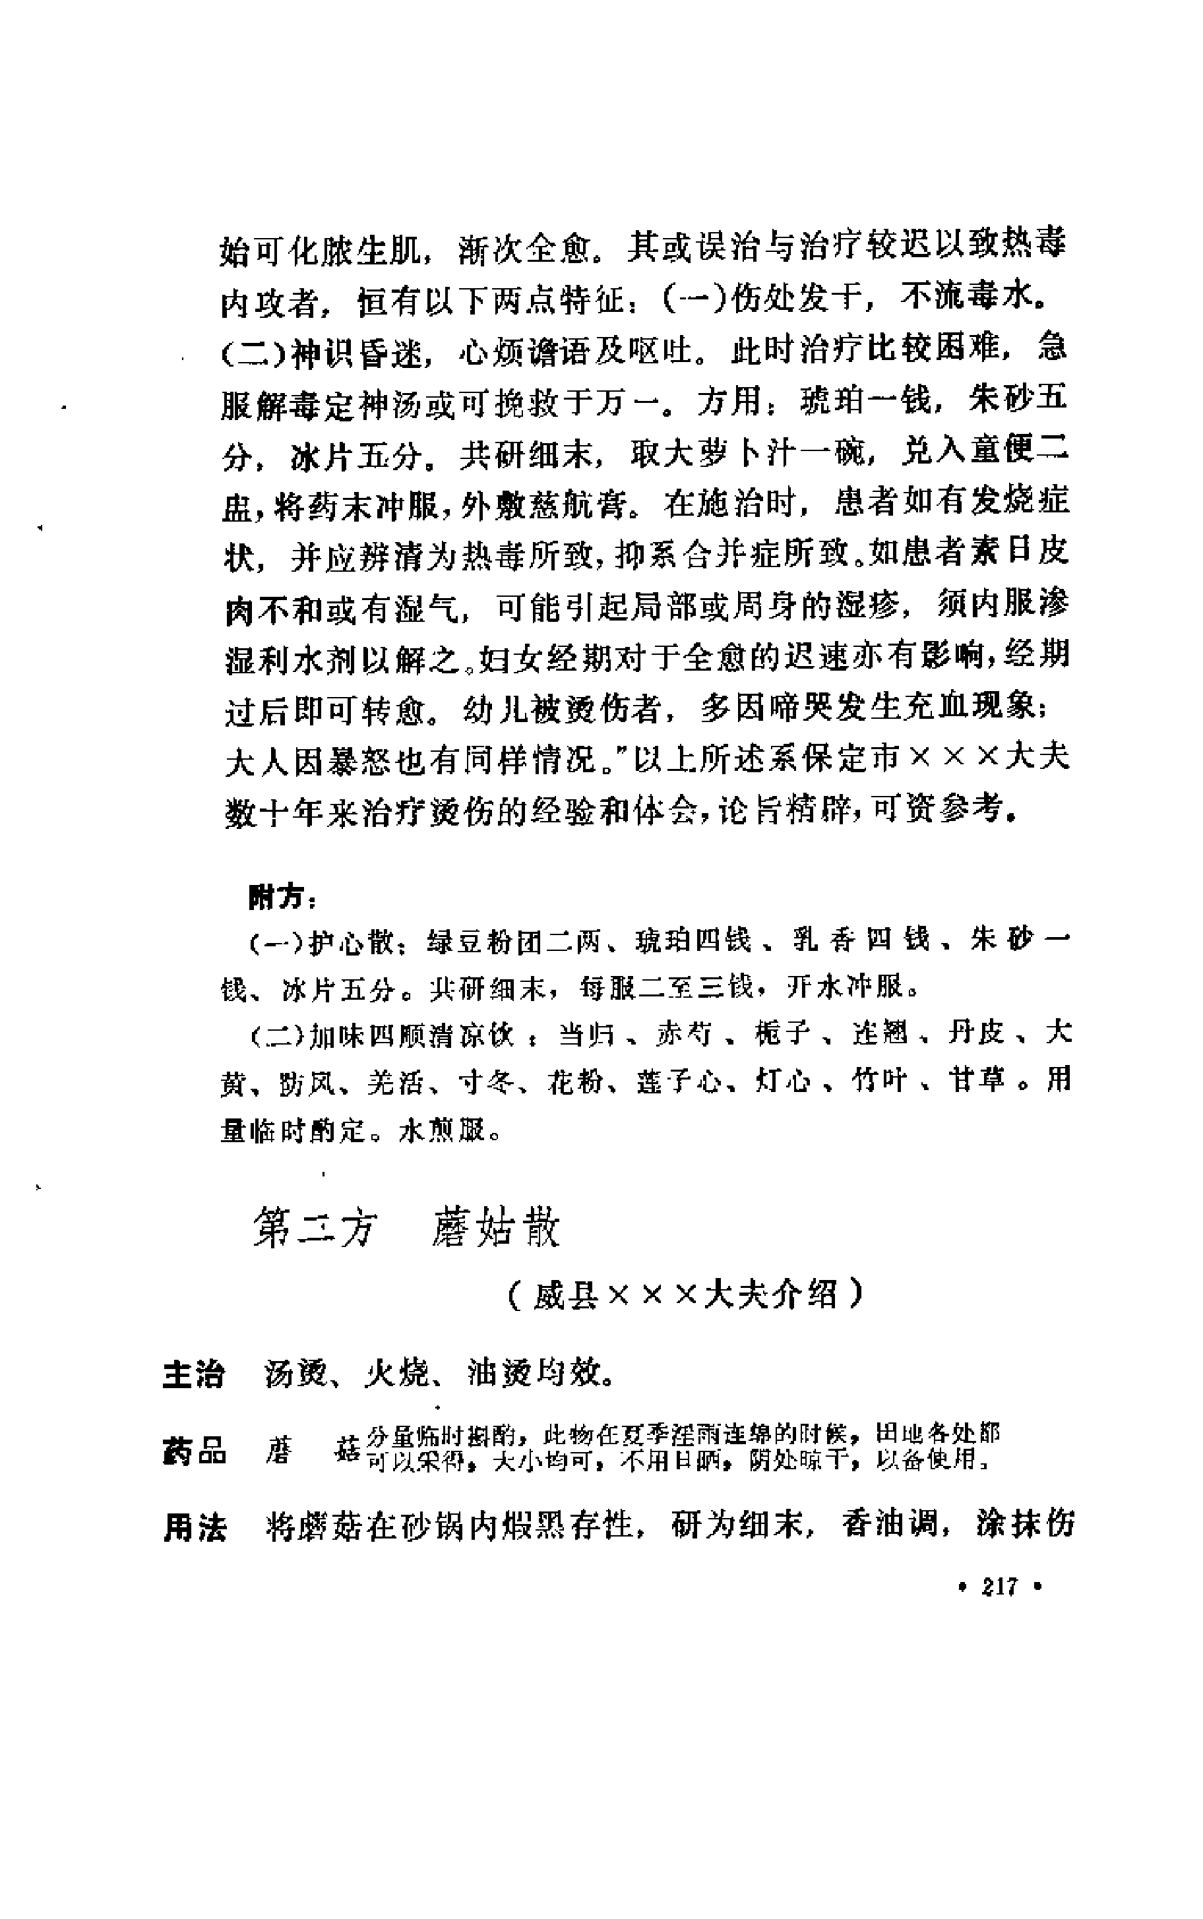 始可化脓生肌，渐次全愈。其或误治与治疗较迟以致热毒
内攻者，恒有以下两点特征：(一)伤处发干，不流毒水。
(二)神识昏迷，心烦谵语及呕吐。此时治疗比较困难，急
服解毒定神汤或可挽救于万一。方用：琥珀一钱，朱砂五
分，冰片五分。共研细末，取大萝卜汁一碗，兑入童便二
盅，将药末冲服，外敷慈航膏。在施治时，患者如有发烧症
状，并应辨清为热毒所致，抑系合并症所致。如患者素日皮
肉不和或有湿气，可能引起局部或周身的湿疹，须内服渗
湿利水剂以解之。妇女经期对于全愈的迟速亦有影响，经期
过后即可转愈。幼儿被烫伤者，多因啼哭发生充血现象；
大人因暴怒也有同样情况。”以上所述系保定市×××大夫
数十年来治疗烫伤的经验和体会，论旨精辟，可资参考。
附方：
(一)护心散：绿豆粉团二两、琥珀四钱、乳香四钱、朱砂一
钱、冰片五分。共研细末，每服二至三钱，开水冲服。
(二)加味四顺清凉饮：当归、赤芍、栀子、连翘、丹皮、大
黄、防风、羌活、寸冬、花粉、莲子心、灯心、竹叶、甘草。用
量临时酌定。水煎服。
第二方 蘑姑散
(威县×××大夫介绍)
主治 汤烫、火烧、油烫均效。
药品 蘑 菇 分量临时斟酌，此物在夏季淫雨连绵的时候，田地各处都
可以采得，大小均可，不用日晒，阴处晾干，以备使用。
用法 将蘑菇在砂锅内煅黑存性，研为细末，香油调，涂抹伤
• 217 •